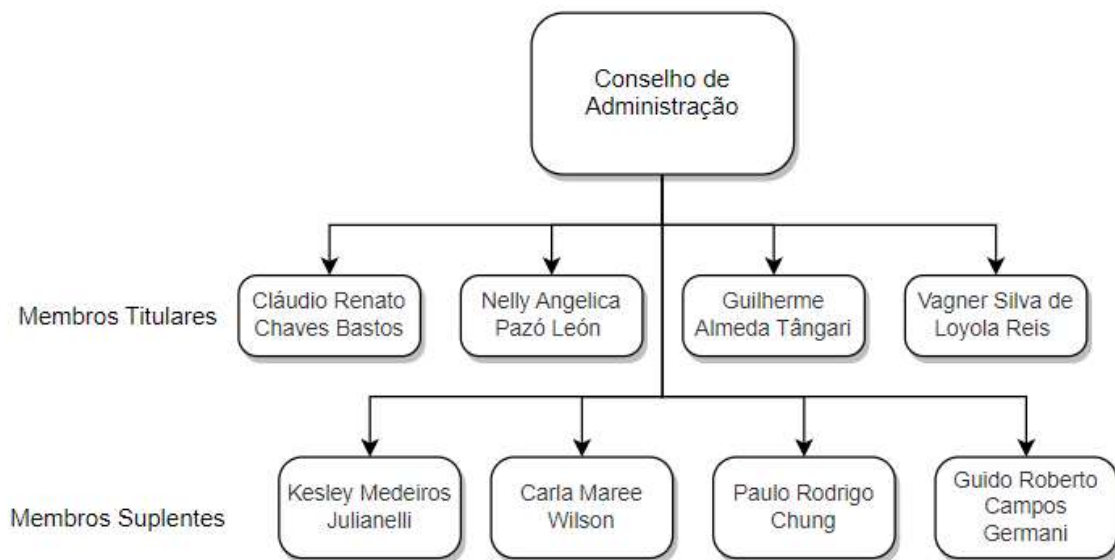 Conselho de
Administração
Membros Titulares
Cláudio Renato
Chaves Bastos
Nelly Angelica
Pazó León
Guilherme
Almeda Tângari
Vagner Silva de
Loyola Reis
Membros Suplentes
Kesley Medeiros
Julianelli
Carla Maree
Wilson
Paulo Rodrigo
Chung
Guido Roberto
Campos
Germani